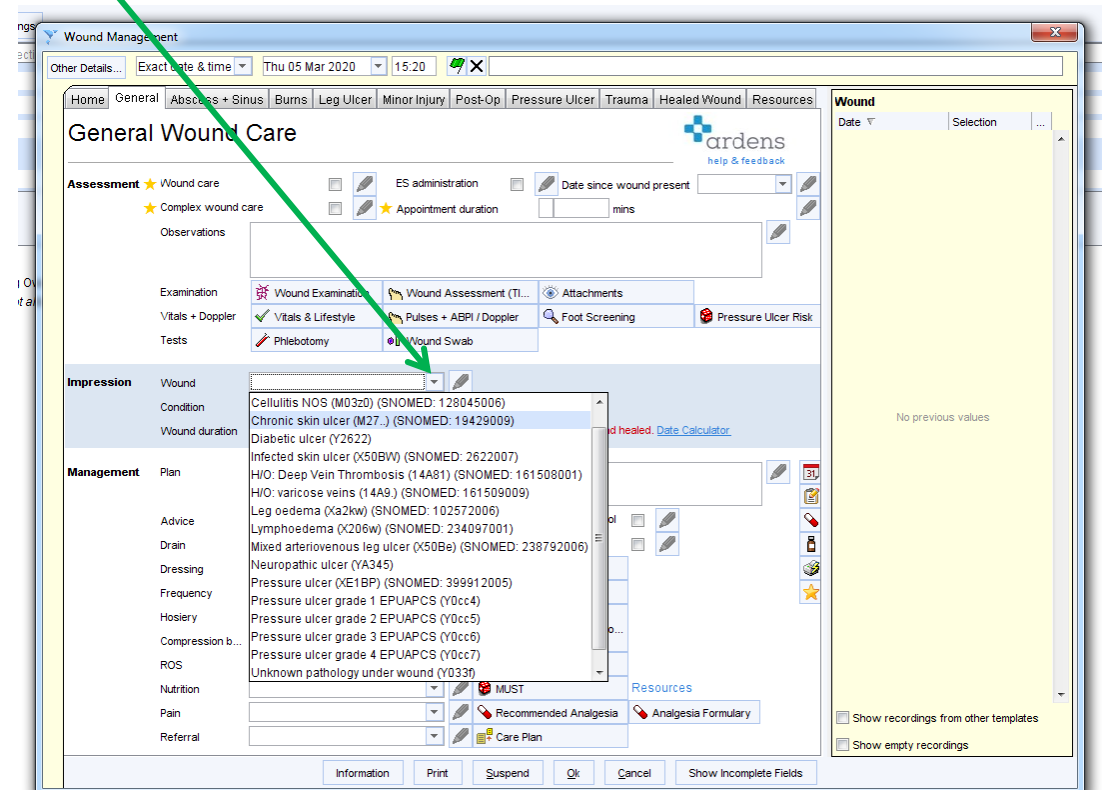 ngs
Wound Management
Other Details... Exact date & time Thu 05 Mar 2020 15:20
Home General Abscess + Sinus Burns Leg Ulcer Minor Injury Post-Op Pressure Ulcer Trauma Healed Wound Resources
General Wound Care
ardens
help & feedback
Assessment Wound care ES administration Date since wound present
Complex wound care Appointment duration mins
Observations
Examination Wound Examination Wound Assessment (TI... Attachments
Vitals + Doppler Vitals & Lifestyle Pulses + ABPI / Doppler Foot Screening Pressure Ulcer Risk
Tests Phlebotomy Wound Swab
Impression Wound
Condition
Wound duration
d healed. Date Calculator
Cellulitis NOS (M03z0) (SNOMED: 128045006)
Chronic skin ulcer (M27..) (SNOMED: 19429009)
Diabetic ulcer (Y2622)
Infected skin ulcer (X50BW) (SNOMED: 2622007)
H/O: Deep Vein Thrombosis (14A81) (SNOMED: 161508001)
H/O: varicose veins (14A9.) (SNOMED: 161509009)
Leg oedema (Xa2kw) (SNOMED: 102572006)
Lymphoedema (X206w) (SNOMED: 234097001)
Mixed arteriovenous leg ulcer (X50Be) (SNOMED: 238792006)
Neuropathic ulcer (YA345)
Pressure ulcer (XE1BP) (SNOMED: 399912005)
Pressure ulcer grade 1 EPUAPCS (Y0cc4)
Pressure ulcer grade 2 EPUAPCS (Y0cc5)
Pressure ulcer grade 3 EPUAPCS (Y0cc6)
Pressure ulcer grade 4 EPUAPCS (Y0cc7)
Unknown pathology under wound (Y033f)
Management Plan
31
Advice ol
Drain
Dressing
Frequency
Hosiery
o...
Compression b...
ROS
Nutrition MUST Resources
Pain Recommended Analgesia Analgesia Formulary
Referral Care Plan
Information Print Suspend Ok Cancel Show Incomplete Fields
Wound
Date Selection ...
No previous values
Show recordings from other templates
Show empty recordings